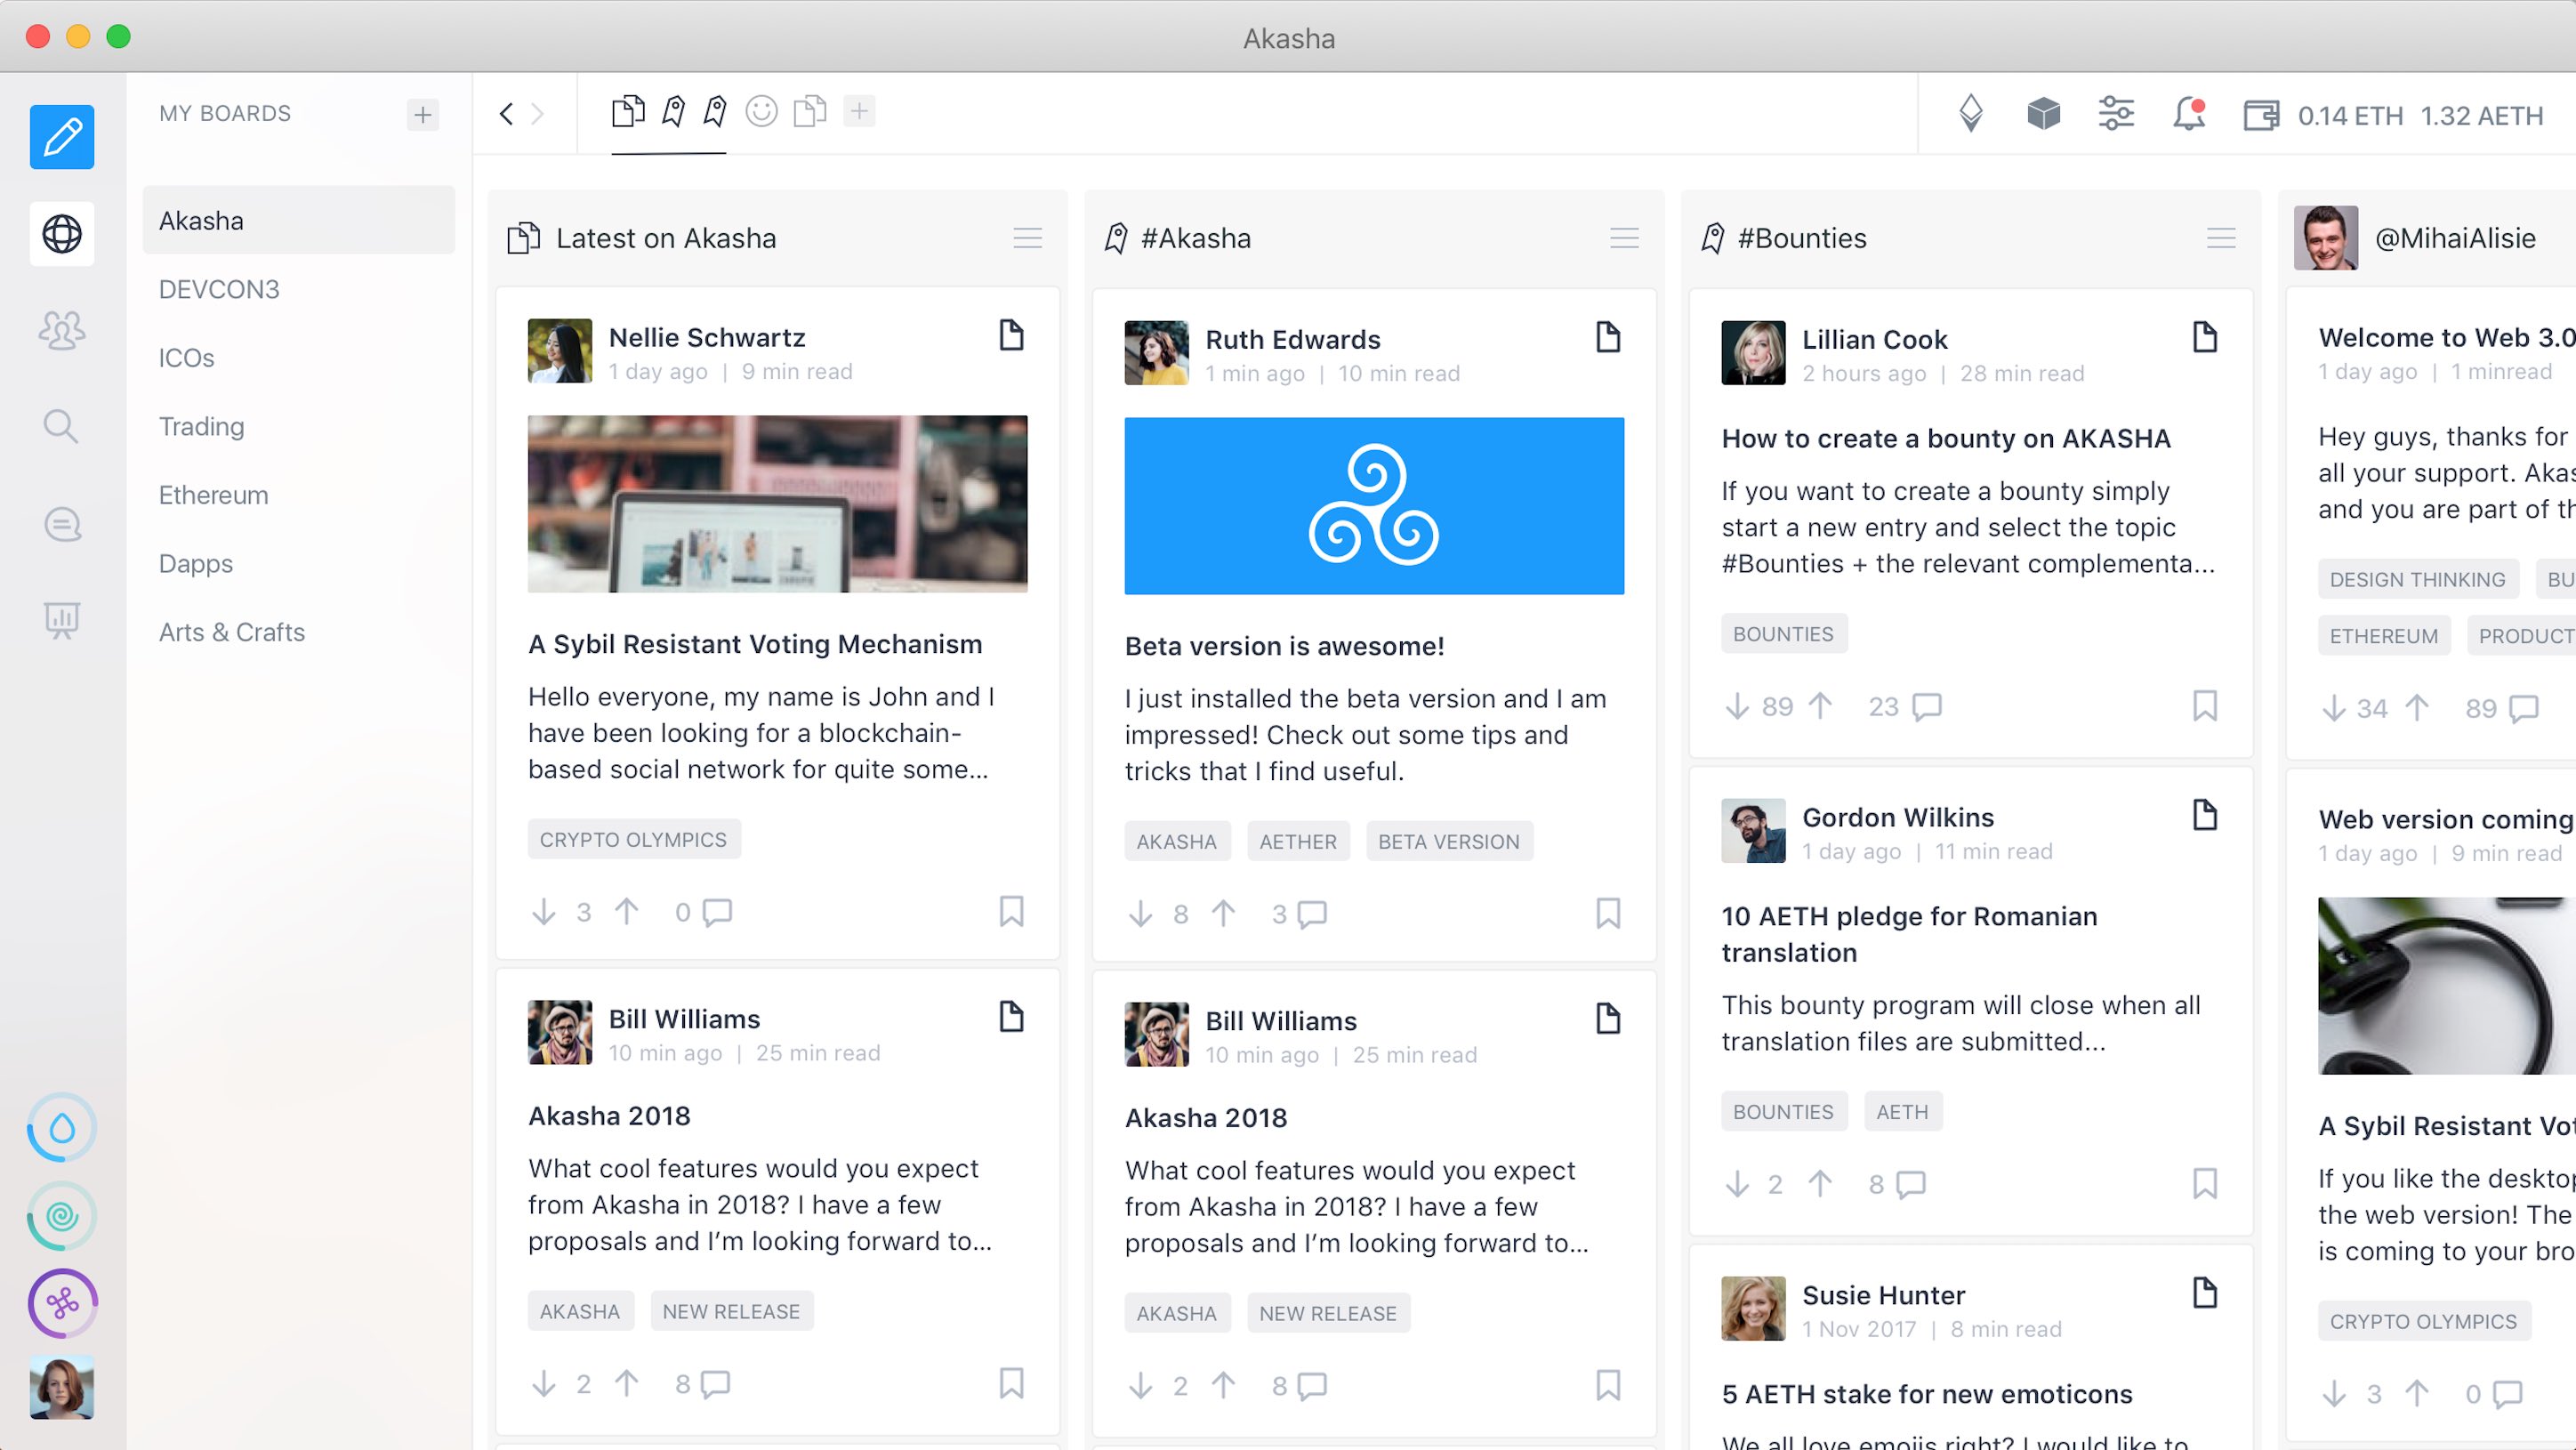 Akasha
MY BOARDS
Akasha
DEVCON3
ICOs
Trading
Ethereum
Dapps
Arts & Crafts
0.14 ETH 1.32 AETH
Latest on Akasha
Nellie Schwartz
1 day ago | 9 min read
A Sybil Resistant Voting Mechanism
Hello everyone, my name is John and I
have been looking for a blockchain-
based social network for quite some...
CRYPTO OLYMPICS
3 0
Bill Williams
10 min ago | 25 min read
Akasha 2018
What cool features would you expect
from Akasha in 2018? I have a few
proposals and I’m looking forward to...
AKASHA NEW RELEASE
2 8
#Akasha
Ruth Edwards
1 min ago | 10 min read
Beta version is awesome!
I just installed the beta version and I am
impressed! Check out some tips and
tricks that I find useful.
AKASHA AETHER BETA VERSION
8 3
Bill Williams
10 min ago | 25 min read
Akasha 2018
What cool features would you expect
from Akasha in 2018? I have a few
proposals and I’m looking forward to...
AKASHA NEW RELEASE
2 8
#Bounties
Lillian Cook
2 hours ago | 28 min read
How to create a bounty on AKASHA
If you want to create a bounty simply
start a new entry and select the topic
#Bounties + the relevant complementa...
BOUNTIES
89 23
Gordon Wilkins
1 day ago | 11 min read
10 AETH pledge for Romanian
translation
This bounty program will close when all
translation files are submitted...
BOUNTIES AETH
2 8
Susie Hunter
1 Nov 2017 | 8 min read
5 AETH stake for new emoticons
We all love emojis right? I would like to
@MihaiAlisie
Welcome to Web 3.0
1 day ago | 1 minread
Hey guys, thanks for
all your support. Akas
and you are part of th
DESIGN THINKING BU
ETHEREUM PRODUCT
34 89
Web version coming
1 day ago | 9 min read
A Sybil Resistant Vot
If you like the desktop
the web version! The
is coming to your bro
CRYPTO OLYMPICS
3 0